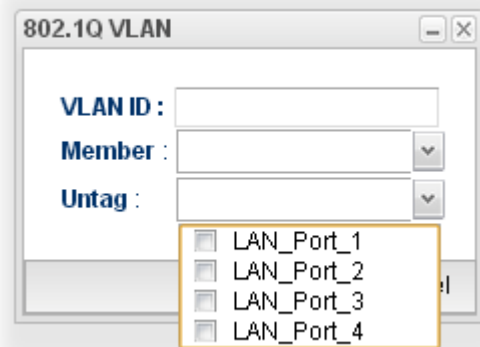 802.1Q VLAN
VLAN ID :
Member :
Untag :
LAN_Port_1
LAN_Port_2
LAN_Port_3
LAN_Port_4